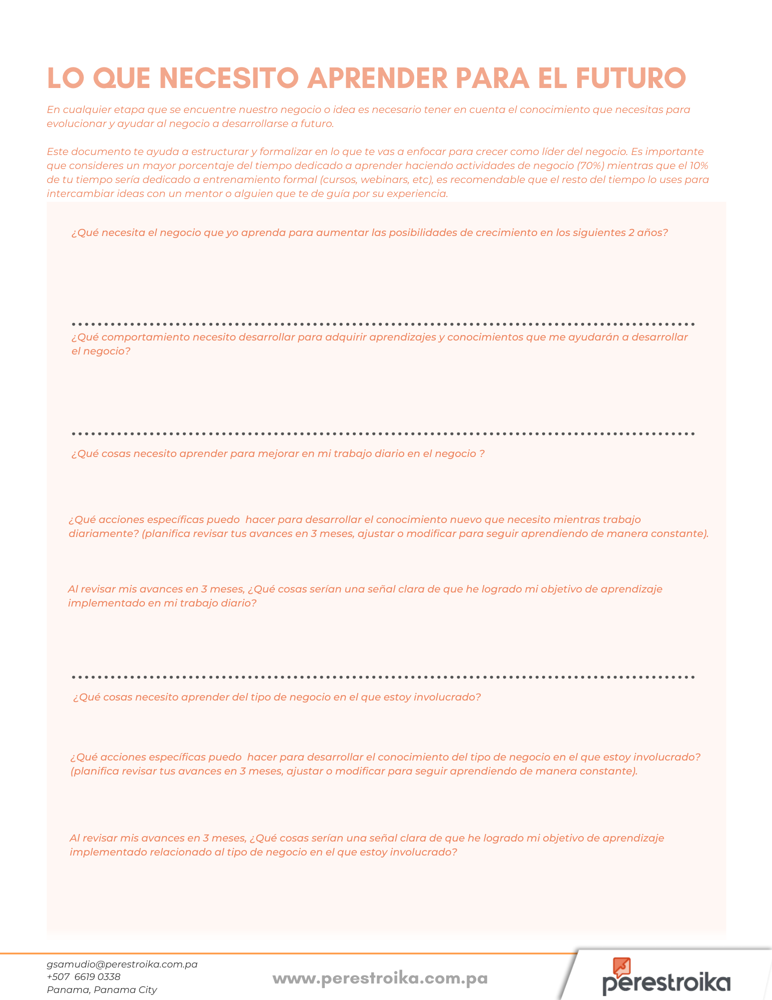 LO QUE NECESITO APRENDER PARA EL FUTURO
En cualquier etapa que se encuentre nuestro negocio o idea es necesario tener en cuenta el conocimiento que necesitas para
evolucionar y ayudar al negocio a desarrollarse a futuro.
Este documento te ayuda a estructurar y formalizar en lo que te vas a enfocar para crecer como líder del negocio. Es importante
que consideres un mayor porcentaje del tiempo dedicado a aprender haciendo actividades de negocio (70%) mientras que el 10%
de tu tiempo sería dedicado a entrenamiento formal (cursos, webinars, etc), es recomendable que el resto del tiempo lo uses para
intercambiar ideas con un mentor o alguien que te de guía por su experiencia.
¿Qué necesita el negocio que yo aprenda para aumentar las posibilidades de crecimiento en los siguientes 2 años?
¿Qué comportamiento necesito desarrollar para adquirir aprendizajes y conocimientos que me ayudarán a desarrollar
el negocio?
¿Qué cosas necesito aprender para mejorar en mi trabajo diario en el negocio ?
¿Qué acciones específicas puedo  hacer para desarrollar el conocimiento nuevo que necesito mientras trabajo
diariamente? (planifica revisar tus avances en 3 meses, ajustar o modificar para seguir aprendiendo de manera constante).
Al revisar mis avances en 3 meses, ¿Qué cosas serían una señal clara de que he logrado mi objetivo de aprendizaje
implementado en mi trabajo diario?
¿Qué cosas necesito aprender del tipo de negocio en el que estoy involucrado?
¿Qué acciones específicas puedo  hacer para desarrollar el conocimiento del tipo de negocio en el que estoy involucrado?
(planifica revisar tus avances en 3 meses, ajustar o modificar para seguir aprendiendo de manera constante).
Al revisar mis avances en 3 meses, ¿Qué cosas serían una señal clara de que he logrado mi objetivo de aprendizaje
implementado relacionado al tipo de negocio en el que estoy involucrado?
gsamudio@perestroika.com.pa
+507  6619 0338
Panama, Panama City
www.perestroika.com.pa
perestroika